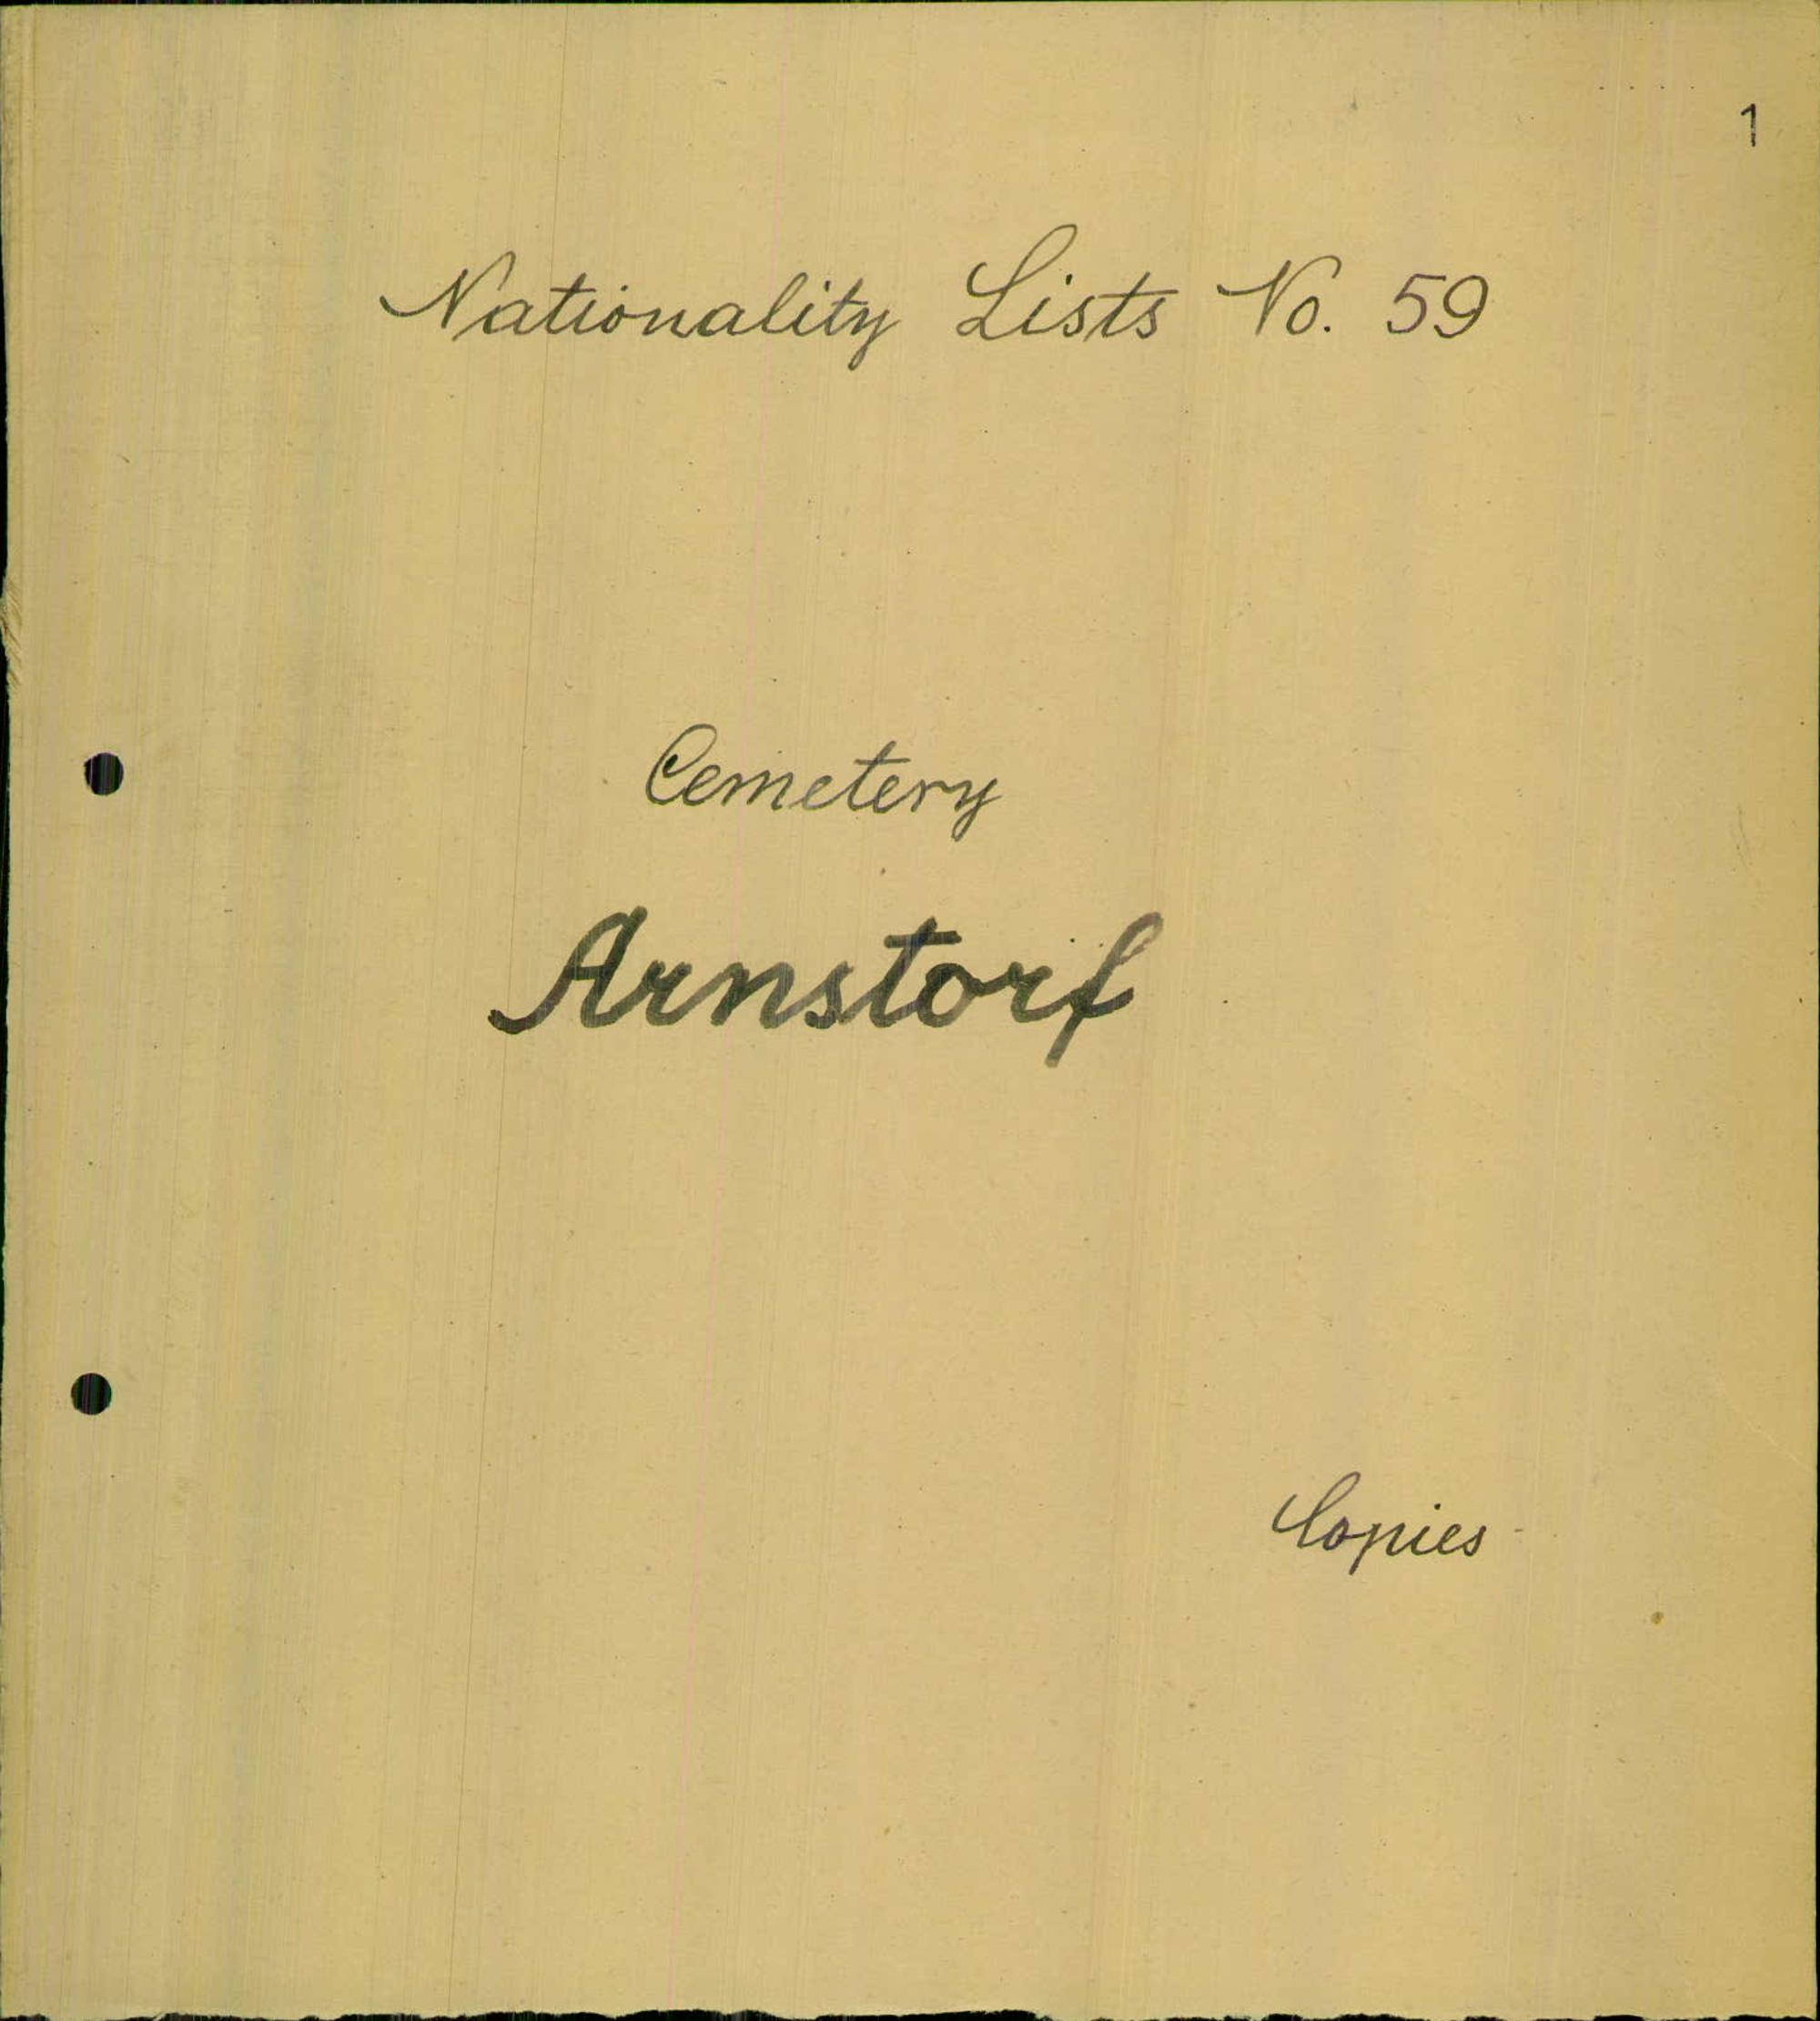 1
Nationality Lists No. 59
Cemetery
Arnstorf
Copies